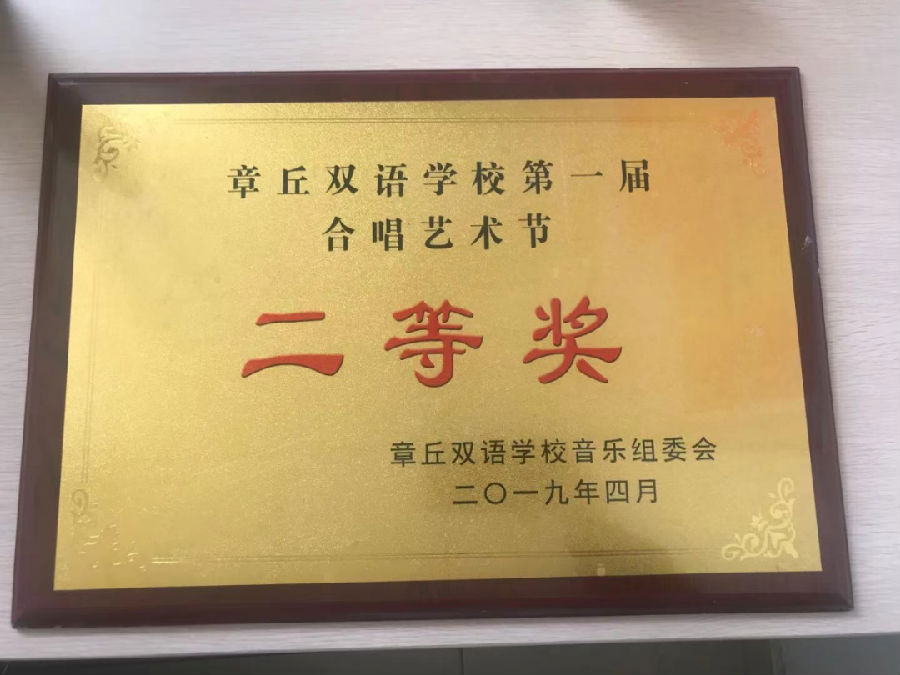 章丘双语学校第一届
合唱艺术节
二等奖
章丘双语学校音乐组委会
二〇一九年四月